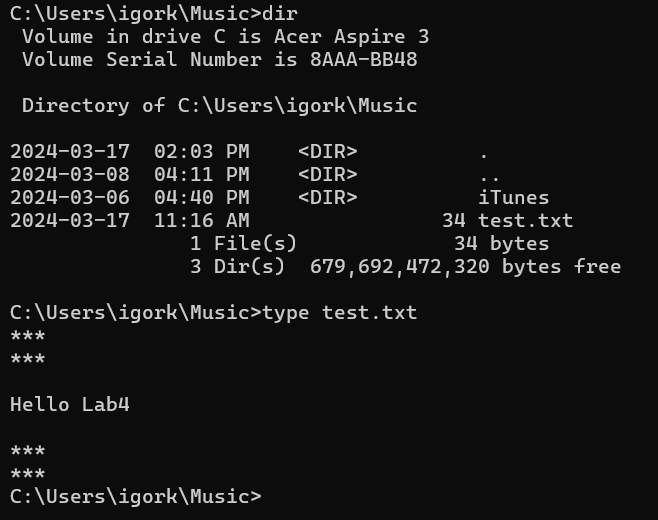 C:\Users\igork\Music>dir
 Volume in drive C is Acer Aspire 3
 Volume Serial Number is 8AAA-BB48

 Directory of C:\Users\igork\Music

2024-03-17  02:03 PM    <DIR>          .
2024-03-08  04:11 PM    <DIR>          ..
2024-03-06  04:40 PM    <DIR>          iTunes
2024-03-17  11:16 AM                34 test.txt
               1 File(s)             34 bytes
               3 Dir(s)  679,692,472,320 bytes free

C:\Users\igork\Music>type test.txt
***
***

Hello Lab4

***
***
C:\Users\igork\Music>